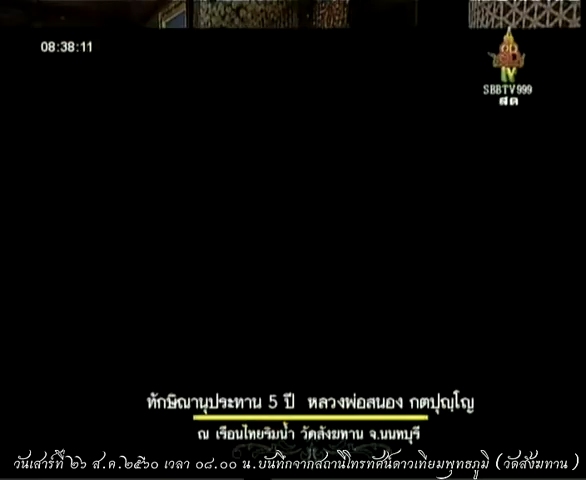 08:38:11
SBBTV999
สด
ทักษิณานุประทาน 5 ปี หลวงพ่อสนอง กตปุญฺโญ
ณ เรือนไทยริมน้ำ วัดสังฆทาน จ.นนทบุรี
วันเสาร์ที่ ๒๖ ส.ค.๒๕๖๐ เวลา ๐๘.๐๐ น.บันทึกจากสถานีโทรทัศน์ดาวเทียมพุทธภูมิ (วัดสังฆทาน)